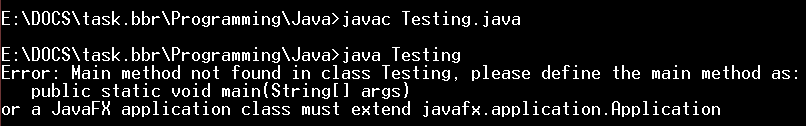 E:\DOCS\task.bbr\Programming\Java>javac Testing.java
E:\DOCS\task.bbr\Programming\Java>java Testing
Error: Main method not found in class Testing, please define the main method as:
   public static void main(String[] args)
or a JavaFX application class must extend javafx.application.Application